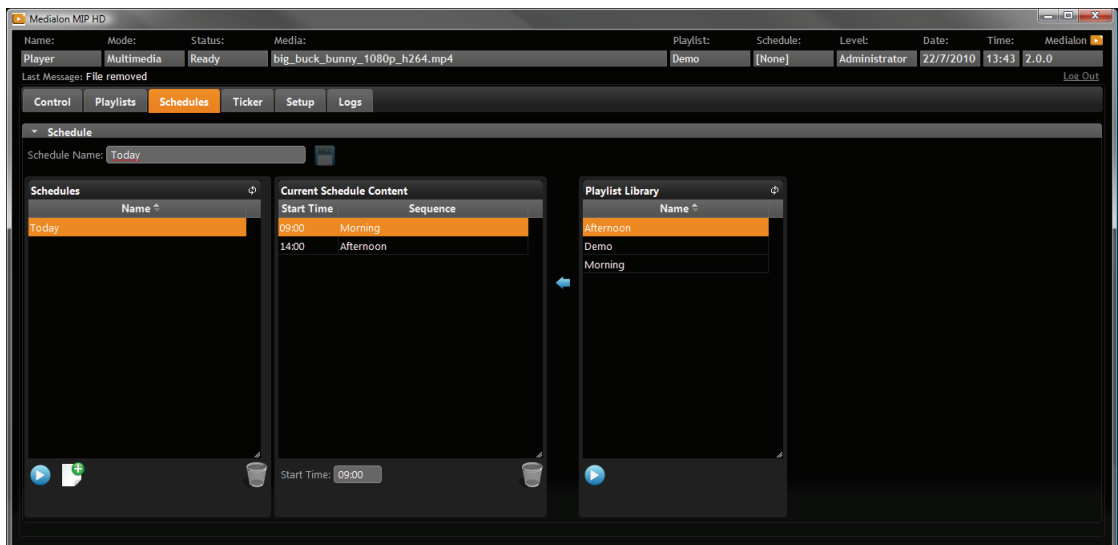 Medialon MIP HD
Name: Mode: Status: Media: Playlist: Schedule: Level: Date: Time: Medialon
Player Multimedia Ready big_buck_bunny_1080p_h264.mp4 Demo [None] Administrator 22/7/2010 13:43 2.0.0
Last Message: File removed Log Out
Control Playlists Schedules Ticker Setup Logs
Schedule
Schedule Name: Today
Schedules Current Schedule Content Playlist Library
Name Start Time Sequence Name
Today 09:00 Morning Afternoon
14:00 Afternoon Demo
Morning
Start Time: 09:00